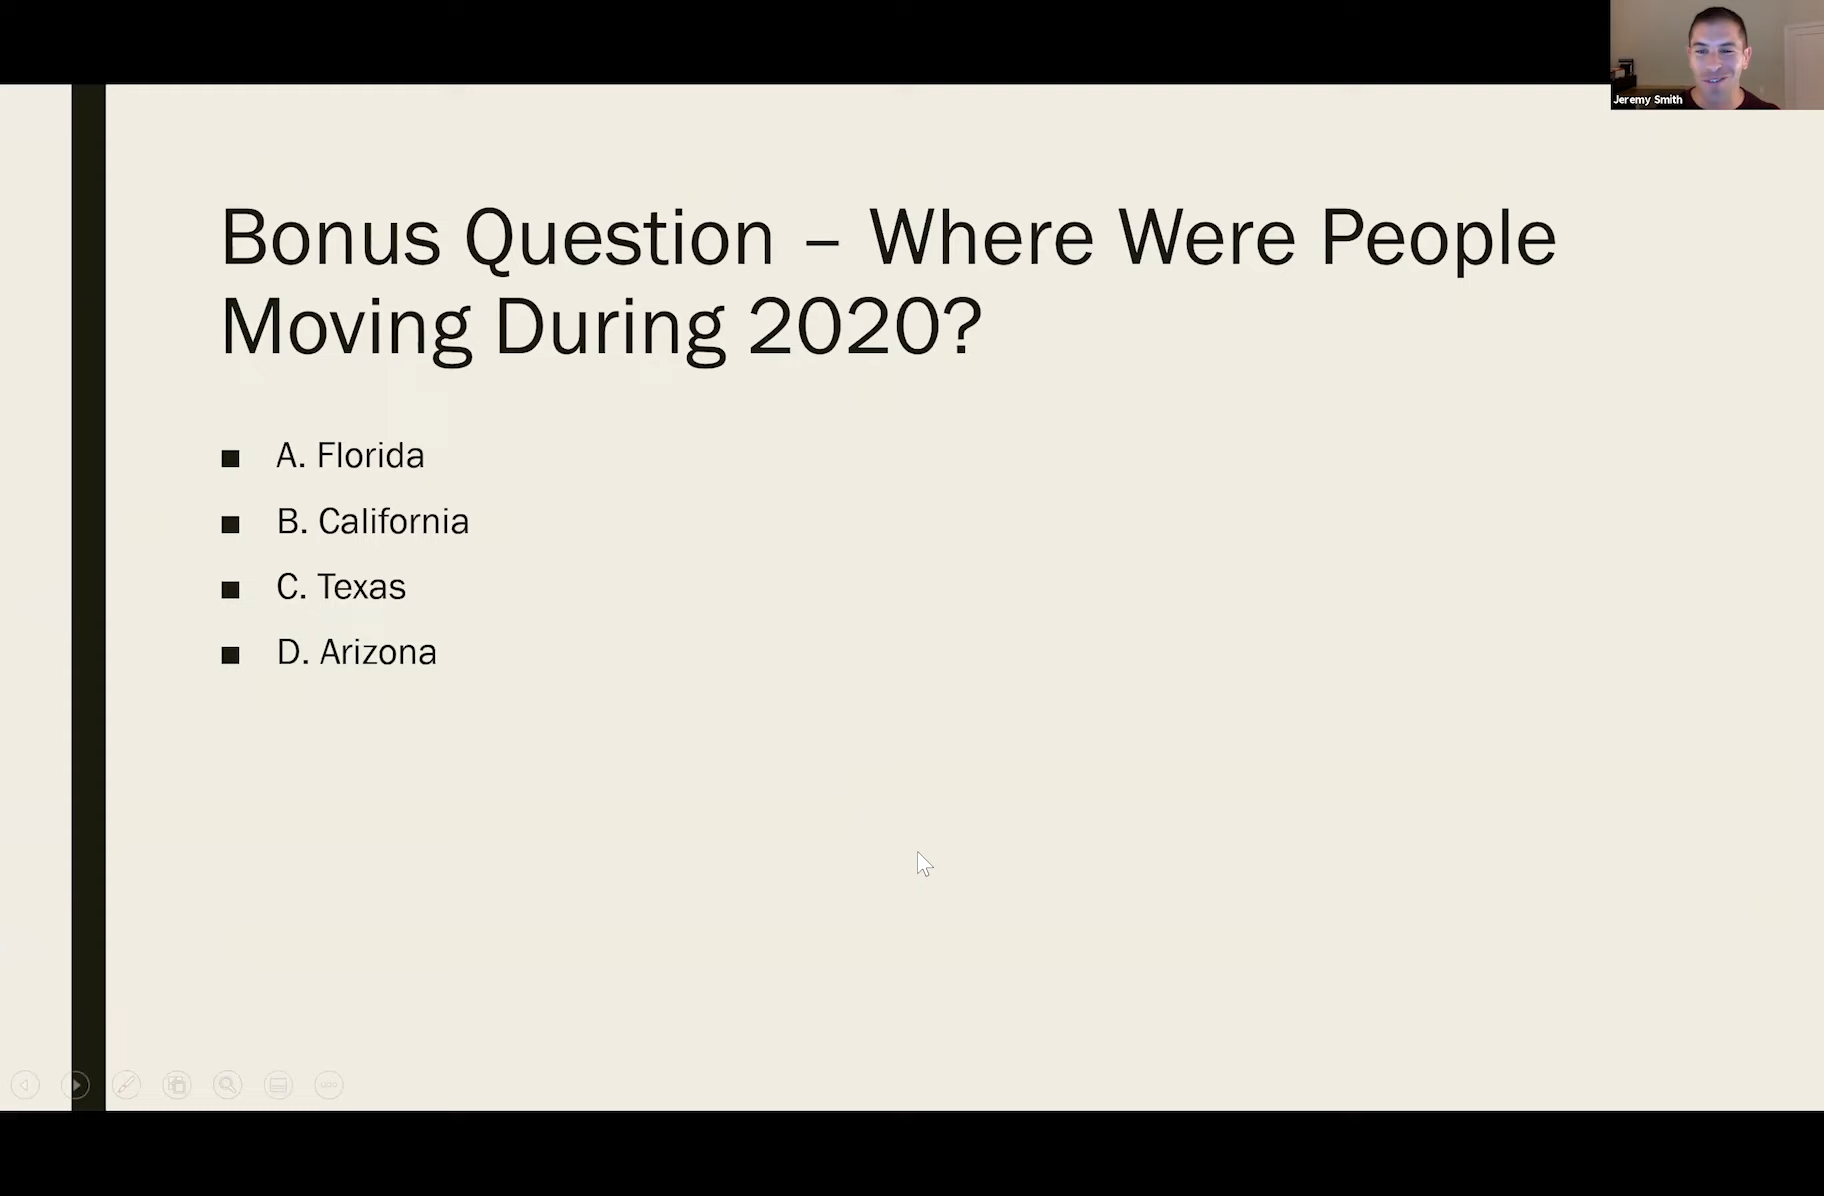 Jeremy Smith
Bonus Question – Where Were People
Moving During 2020?
■ A. Florida
■ B. California
■ C. Texas
■ D. Arizona